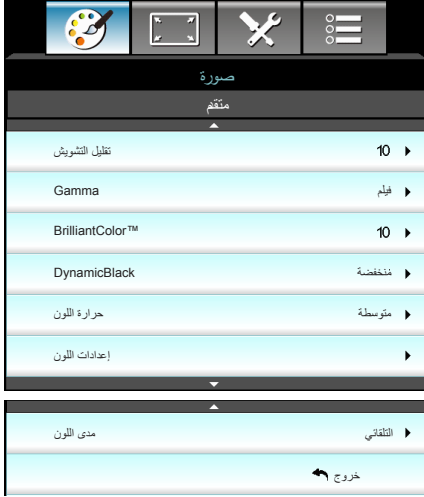 صورة
متقدم
تقليل التشويش 10
Gamma فيلم
BrilliantColor™ 10
DynamicBlack مُنخفضة
حرارة اللون متوسطة
إعدادات اللون
مدى اللون التلقائي
خروج